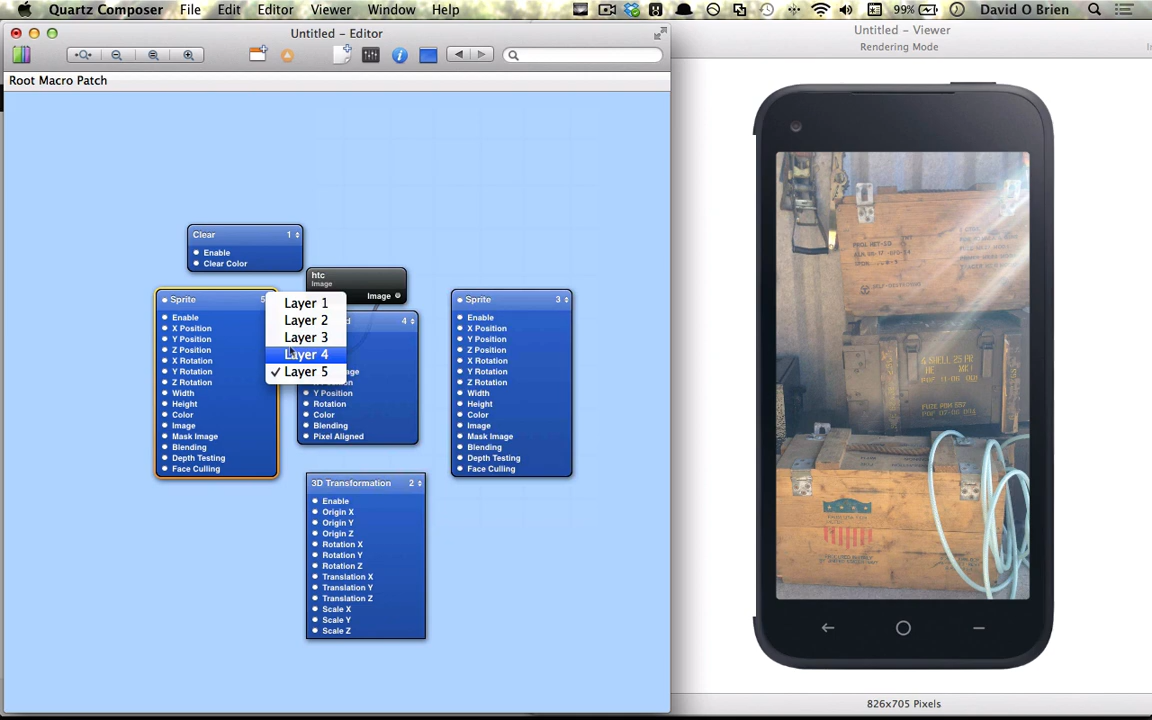 Quartz Composer File Edit Editor Viewer Window Help
99% David O Brien
Untitled - Editor
Root Macro Patch
Clear 1
Enable
Clear Color
htc
Image
Image
Sprite 5
Enable
X Position
Y Position
Z Position
X Rotation
Y Rotation
Z Rotation
Width
Height
Color
Image
Mask Image
Blending
Depth Testing
Face Culling
Layer 1
Layer 2
Layer 3
Layer 4
Layer 5
4
Y Position
Rotation
Color
Blending
Pixel Aligned
3D Transformation 2
Enable
Origin X
Origin Y
Origin Z
Rotation X
Rotation Y
Rotation Z
Translation X
Translation Y
Translation Z
Scale X
Scale Y
Scale Z
Sprite 3
Enable
X Position
Y Position
Z Position
X Rotation
Y Rotation
Z Rotation
Width
Height
Color
Image
Mask Image
Blending
Depth Testing
Face Culling
Untitled - Viewer
Rendering Mode
826x705 Pixels